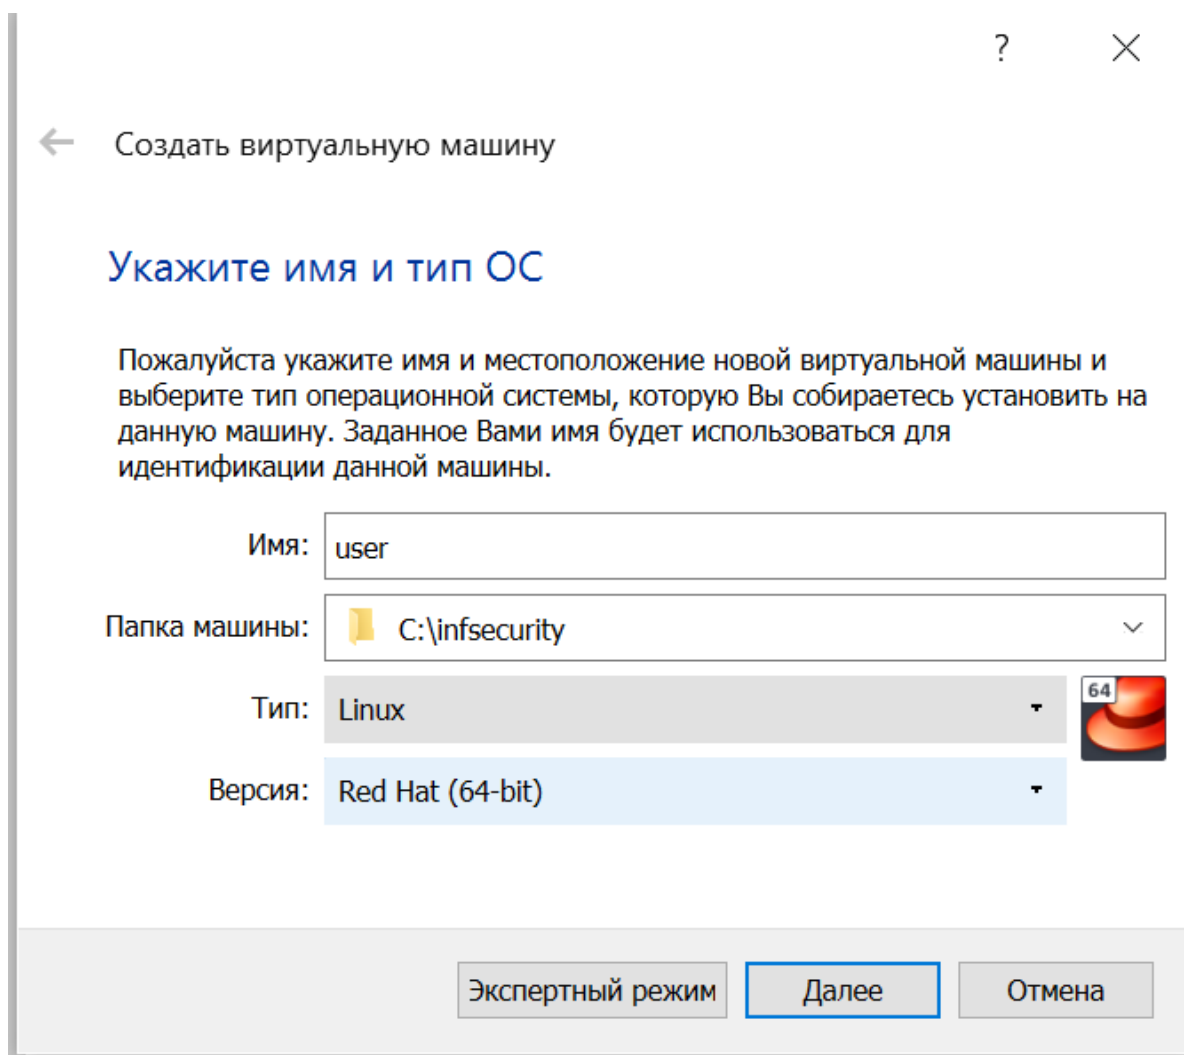 ?
Создать виртуальную машину
Укажите имя и тип ОС
Пожалуйста укажите имя и местоположение новой виртуальной машины и
выберите тип операционной системы, которую Вы собираетесь установить на
данную машину. Заданное Вами имя будет использоваться для
идентификации данной машины.
Имя: user
Папка машины: C:\infsecurity
Тип: Linux 64
Версия: Red Hat (64-bit)
Экспертный режим Далее Отмена